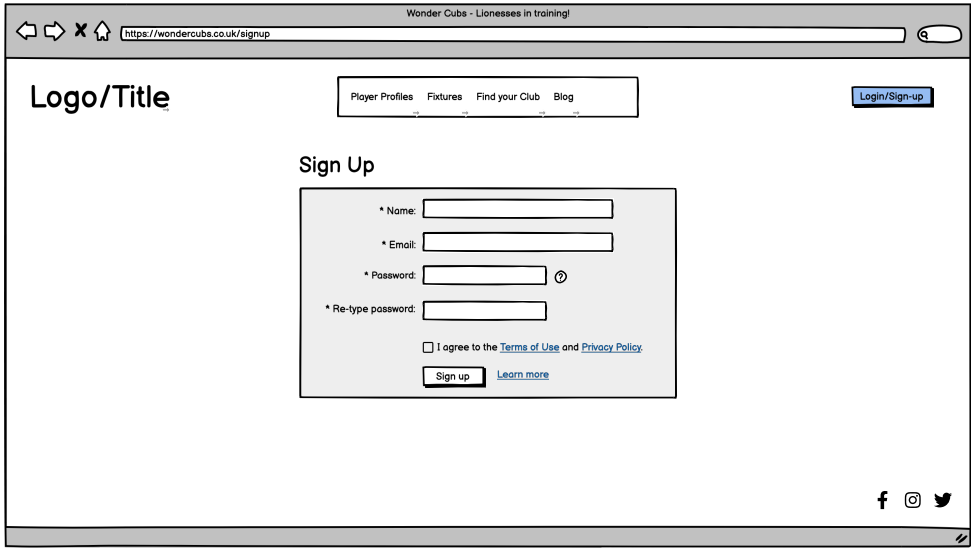 Wonder Cubs - Lionesses in training!
https://wondercubs.co.uk/signup
Logo/Title
Player Profiles Fixtures Find your Club Blog
Login/Sign-up
Sign Up
* Name:
* Email:
* Password: ?
* Re-type password:
I agree to the Terms of Use and Privacy Policy.
Sign up Learn more